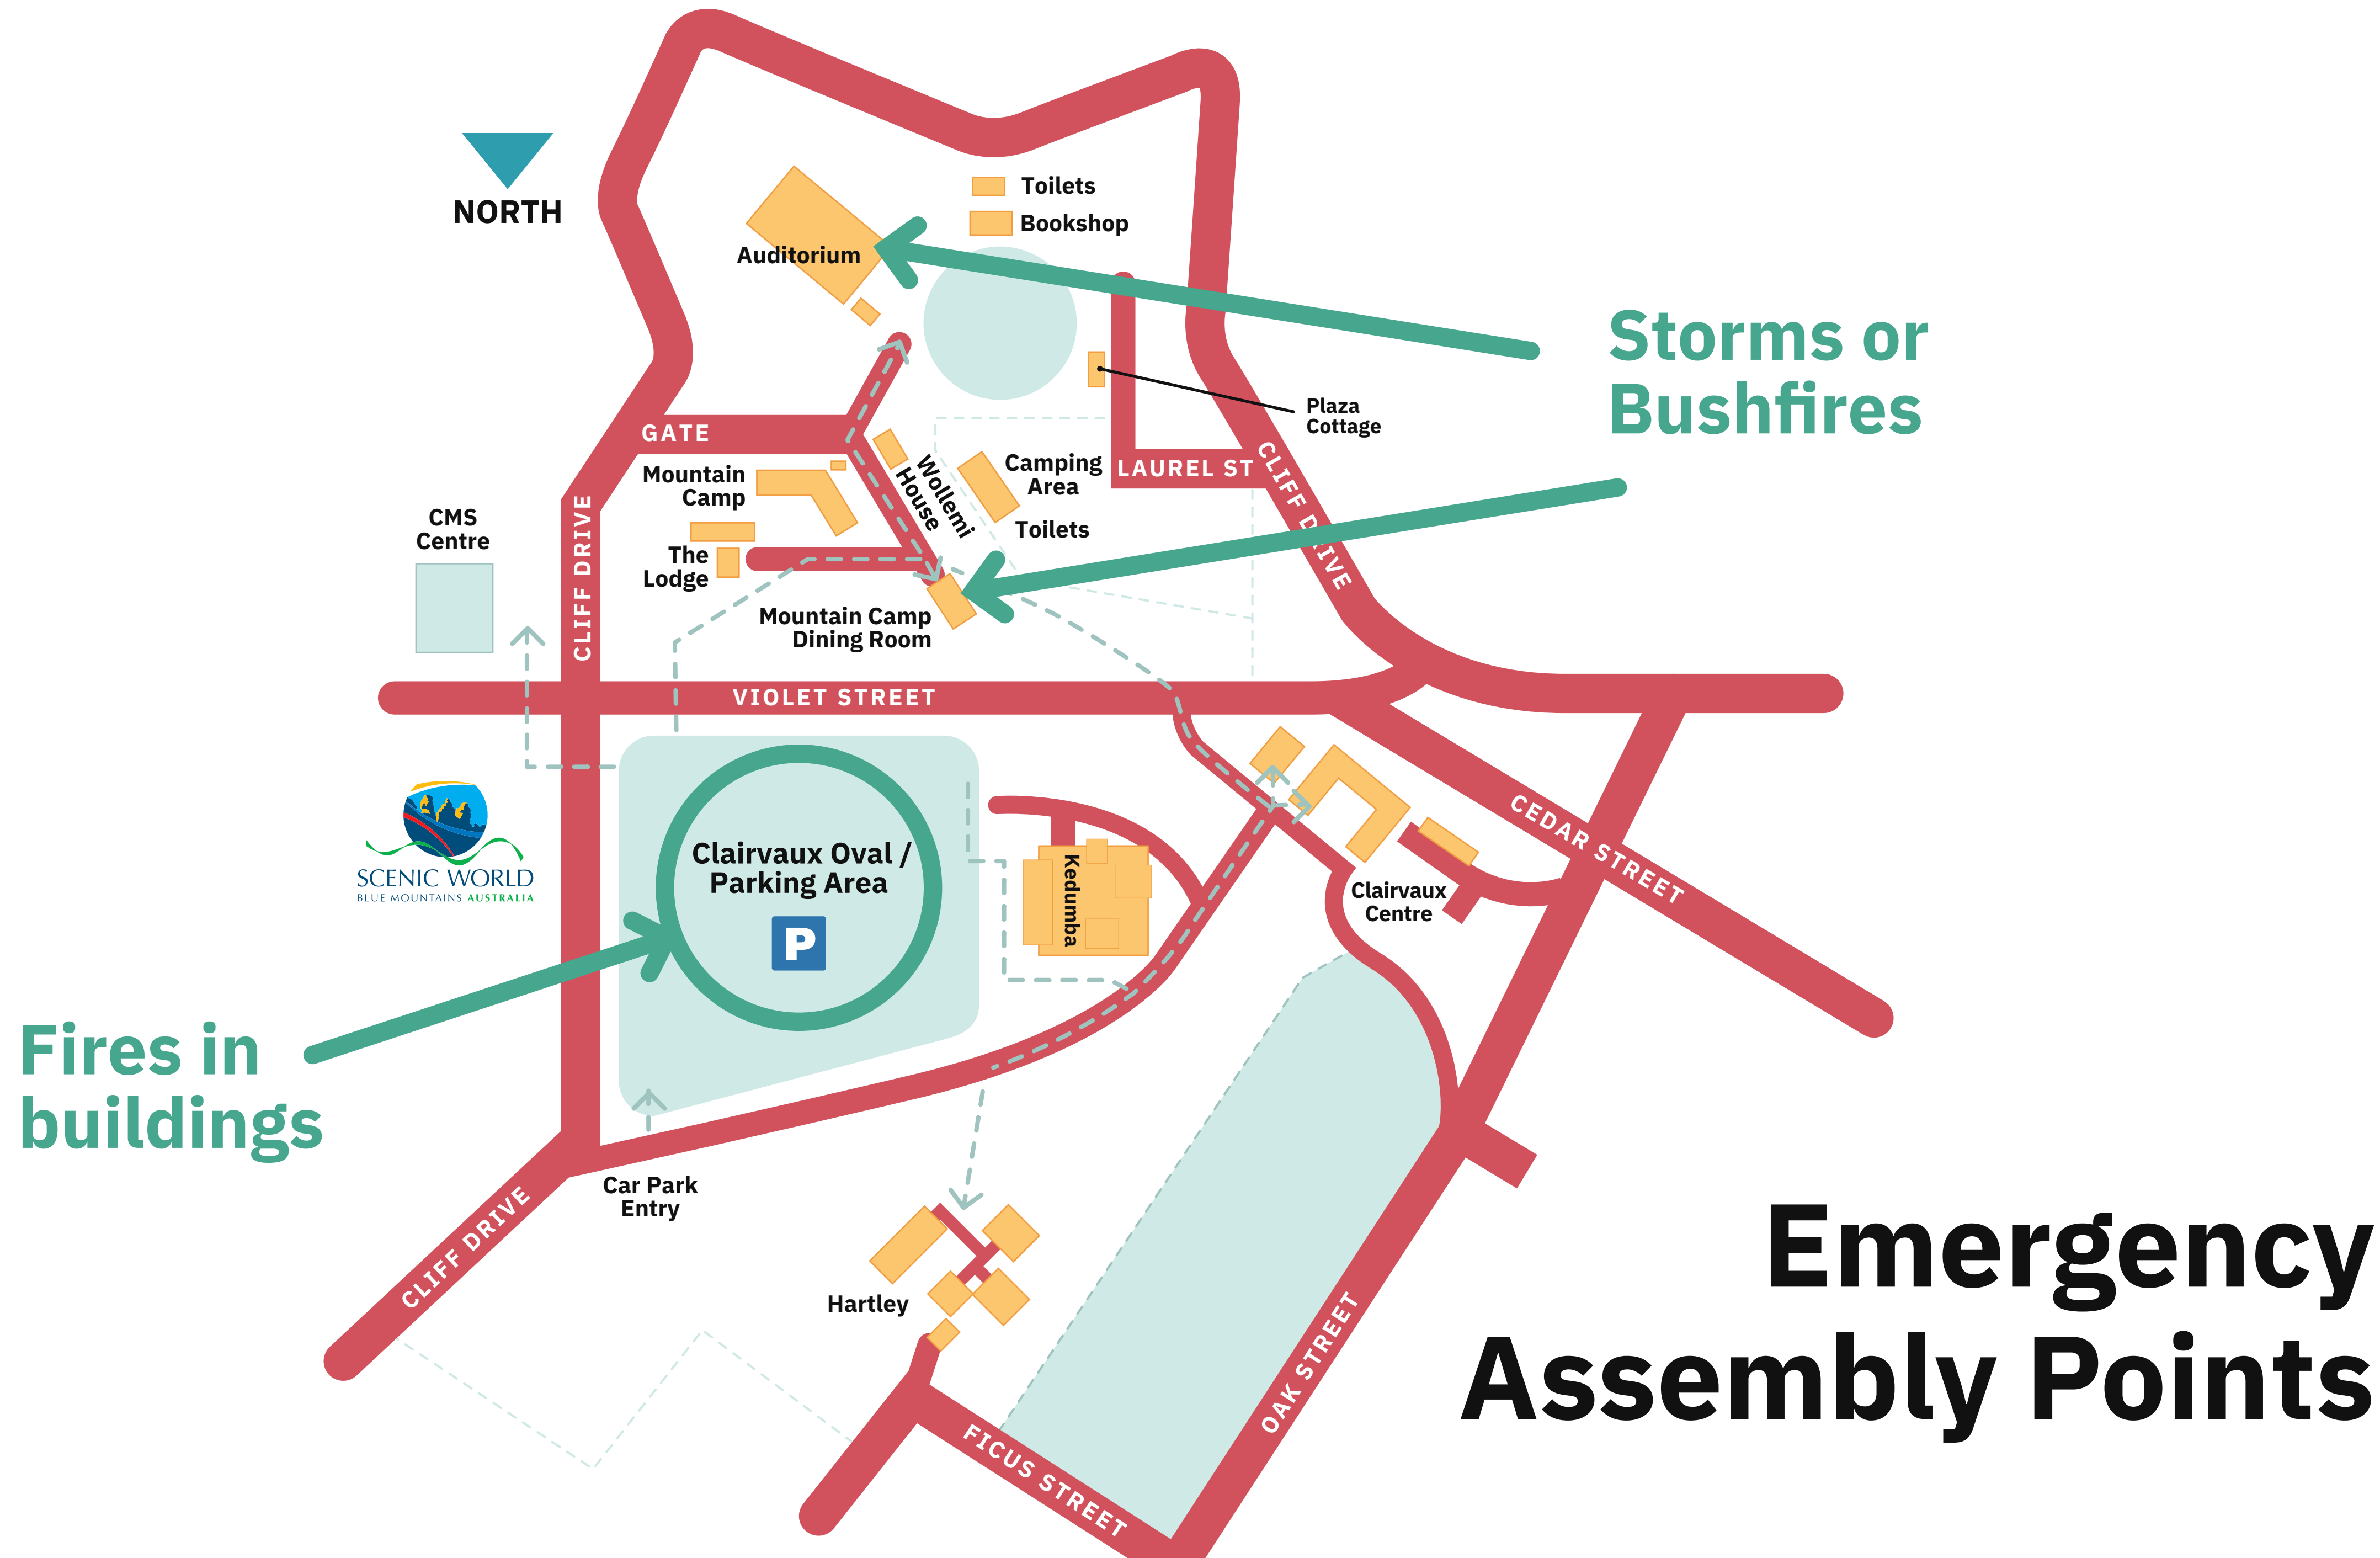 NORTH
Toilets
Bookshop
Auditorium
Storms or
Bushfires
Plaza
Cottage
GATE
LAUREL ST
CLIFF DRIVE
Mountain
Camp
Wollemi
House
Camping
Area
Toilets
CMS
Centre
CLIFF DRIVE
The
Lodge
Mountain Camp
Dining Room
VIOLET STREET
CEDAR STREET
SCENIC WORLD
BLUE MOUNTAINS AUSTRALIA
Clairvaux Oval /
Parking Area
P
Kedumba
Clairvaux
Centre
Fires in
buildings
Car Park
Entry
CLIFF DRIVE
Hartley
OAK STREET
FICUS STREET
Emergency
Assembly Points